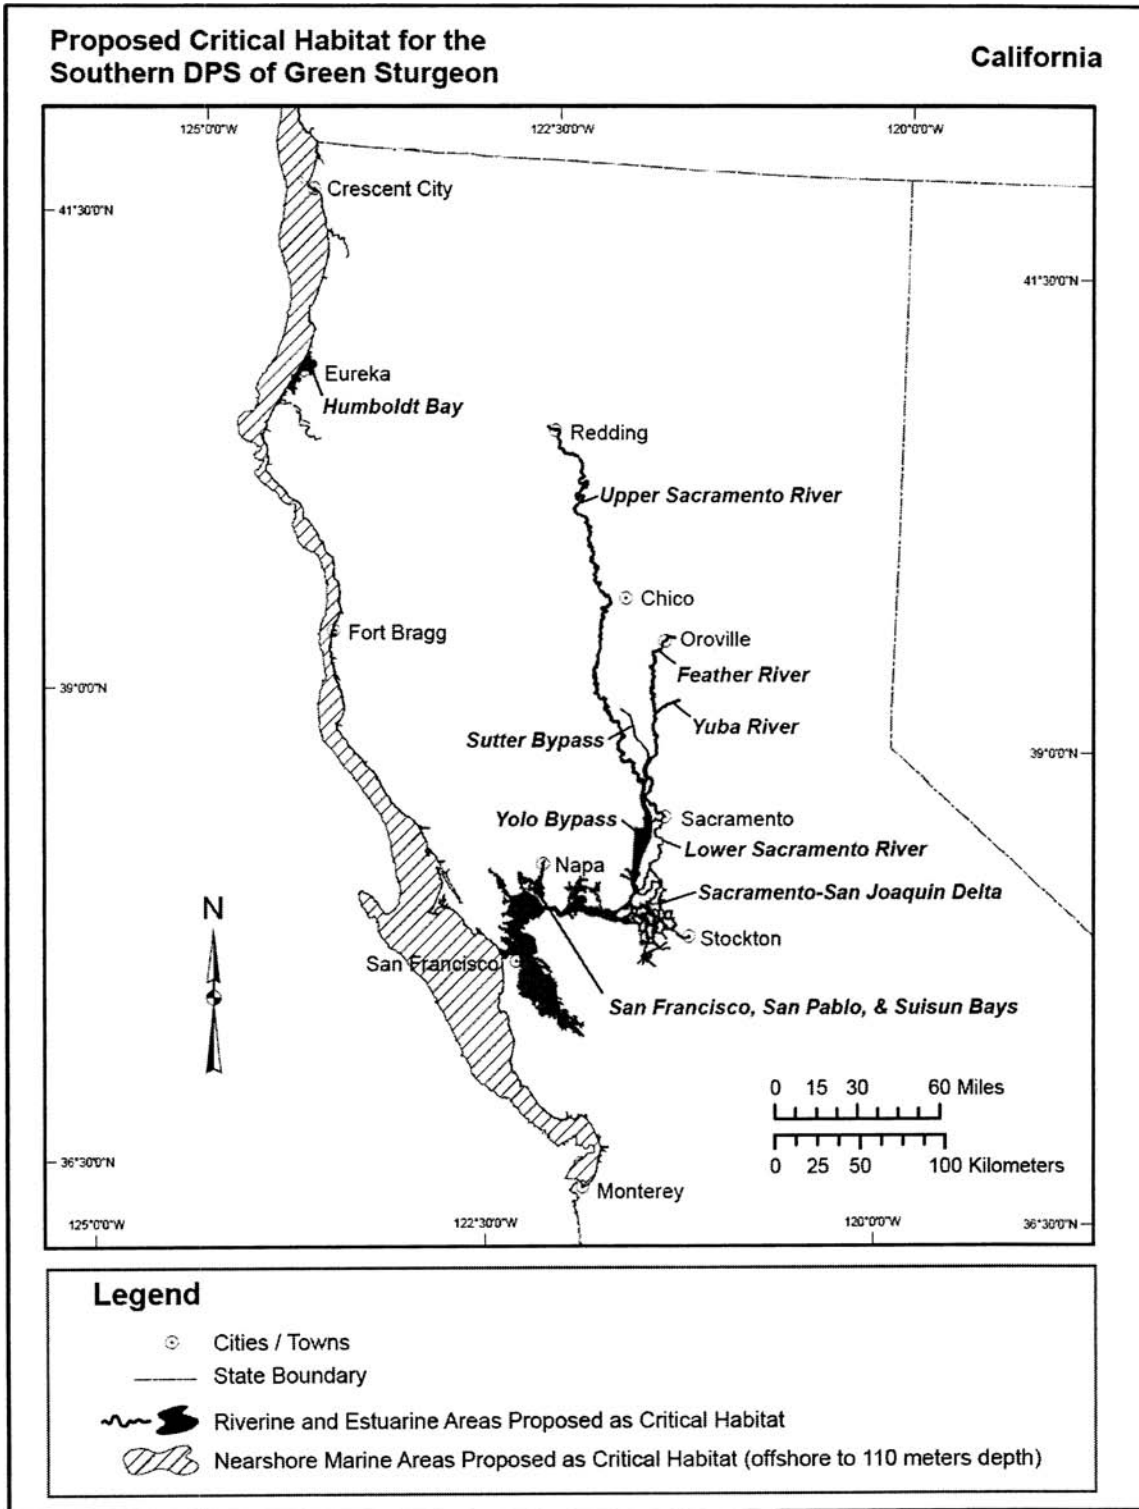 Proposed Critical Habitat for the
Southern DPS of Green Sturgeon
California
125°0'0"W
122°30'0"W
120°0'0"W
Crescent City
41°30'0"N
41°30'0"N
Eureka
Humboldt Bay
Redding
Upper Sacramento River
Chico
Fort Bragg
Oroville
Feather River
39°0'0"N
Yuba River
Sutter Bypass
39°0'0"N
Yolo Bypass
Sacramento
Lower Sacramento River
Napa
Sacramento-San Joaquin Delta
N
Stockton
San Francisco
San Francisco, San Pablo, & Suisun Bays
0 15 30 60 Miles
0 25 50 100 Kilometers
36°30'0"N
Monterey
125°0'0"W
122°30'0"W
120°0'0"W
36°30'0"N
Legend
Cities / Towns
State Boundary
Riverine and Estuarine Areas Proposed as Critical Habitat
Nearshore Marine Areas Proposed as Critical Habitat (offshore to 110 meters depth)